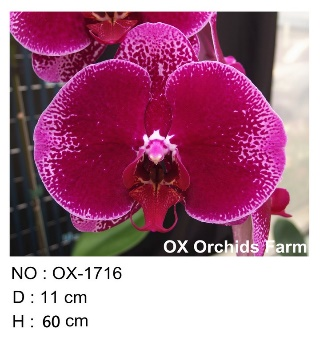 OX Orchids Farm
NO : OX-1716
D : 11 cm
H : 60 cm